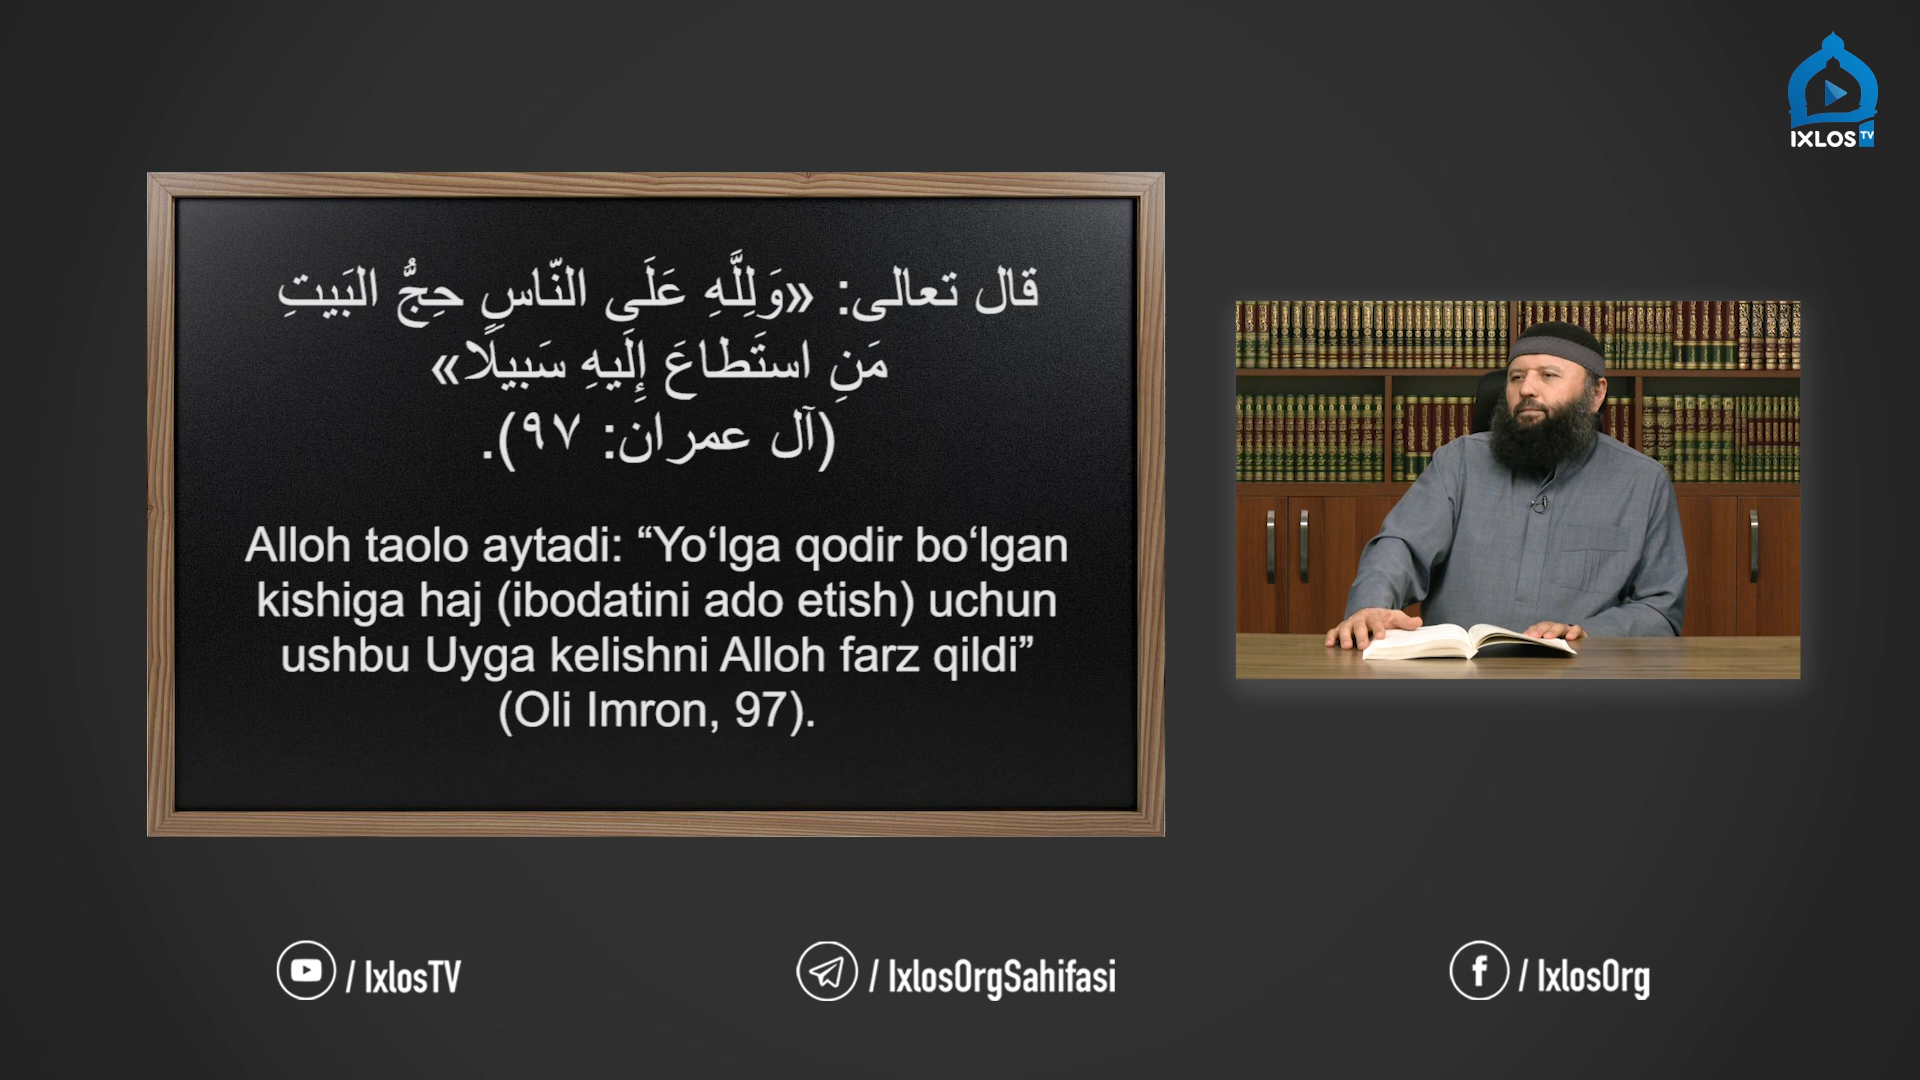 IXLOS TV
قال تعالى: «وَلِلَّهِ عَلَى النّاسِ حِجُّ البَيتِ
مَنِ استَطاعَ إِلَيهِ سَبيلًا»
(آل عمران: ٩٧).
Alloh taolo aytadi: “Yo‘lga qodir bo‘lgan
kishiga haj (ibodatini ado etish) uchun
ushbu Uyga kelishni Alloh farz qildi”
(Oli Imron, 97).
/ IxlosTV
/ IxlosOrgSahifasi
/ IxlosOrg